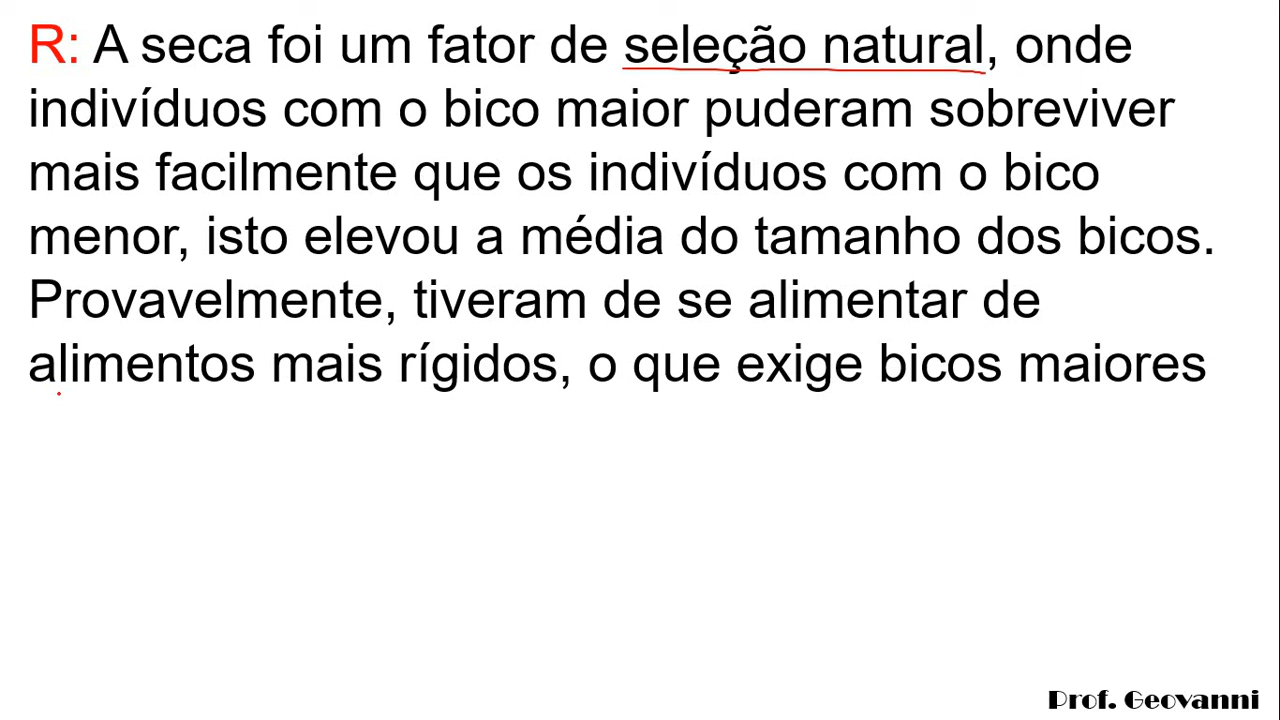 R: A seca foi um fator de seleção natural, onde
indivíduos com o bico maior puderam sobreviver
mais facilmente que os indivíduos com o bico
menor, isto elevou a média do tamanho dos bicos.
Provavelmente, tiveram de se alimentar de
alimentos mais rígidos, o que exige bicos maiores
Prof. Geovanni